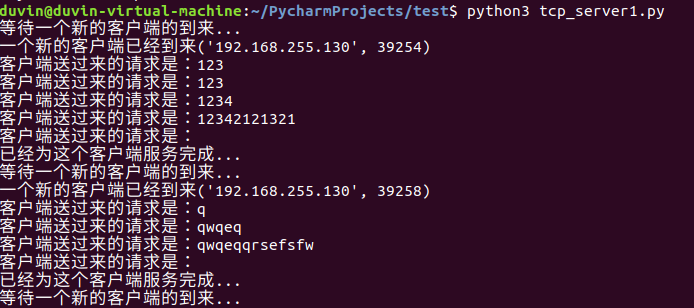 duvin@duvin-virtual-machine:~/PycharmProjects/test$ python3 tcp_server1.py
等待一个新的客户端的到来...
一个新的客户端已经到来('192.168.255.130', 39254)
客户端送过来的请求是：123
客户端送过来的请求是：123
客户端送过来的请求是：1234
客户端送过来的请求是：12342121321
客户端送过来的请求是：
已经为这个客户端服务完成...
等待一个新的客户端的到来...
一个新的客户端已经到来('192.168.255.130', 39258)
客户端送过来的请求是：q
客户端送过来的请求是：qwqeq
客户端送过来的请求是：qwqeqqrsefsfw
客户端送过来的请求是：
已经为这个客户端服务完成...
等待一个新的客户端的到来...